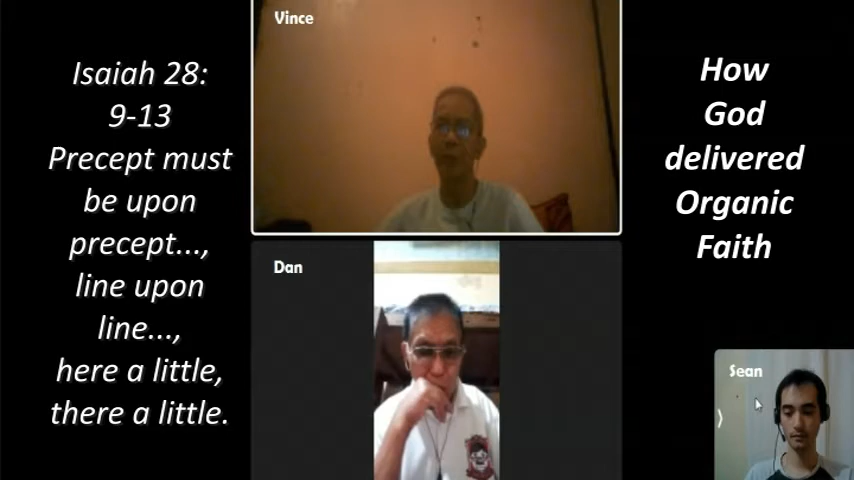 Isaiah 28:
9-13
Precept must
be upon
precept...,
line upon
line...,
here a little,
there a little.
Vince
Dan
How
God
delivered
Organic
Faith
Sean